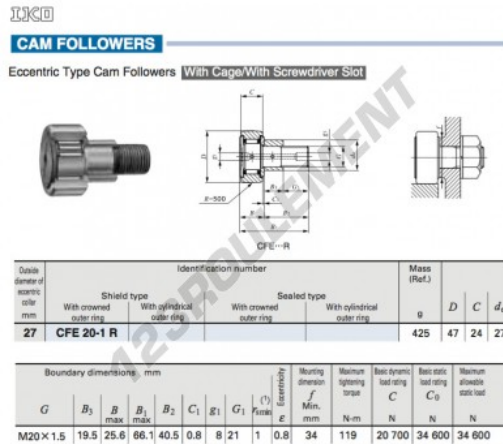 IKO
CAM FOLLOWERS
Eccentric Type Cam Followers With Cage/With Screwdriver Slot
CFE…R
R=500
123ROULEMENT
Outside diameter of eccentric collar mm
Identification number
Mass (Ref.) g
Shield type
Sealed type
With crowned outer ring
With cylindrical outer ring
With crowned outer ring
With cylindrical outer ring
D C
27 CFE 20-1 R 425 47 24 27
Boundary dimensions mm
Eccentricity ε
Mounting dimension f Min. mm
Maximum tightening torque N-m
Basic dynamic load rating C N
Basic static load rating C0 N
Maximum allowable static load N
G B3 B max B1 max B2 C1 g1 G1 (1) rs min
M20×1.5 19.5 25.6 66.1 40.5 0.8 8 21 1 0.8 34 119 20 700 34 600 34 600